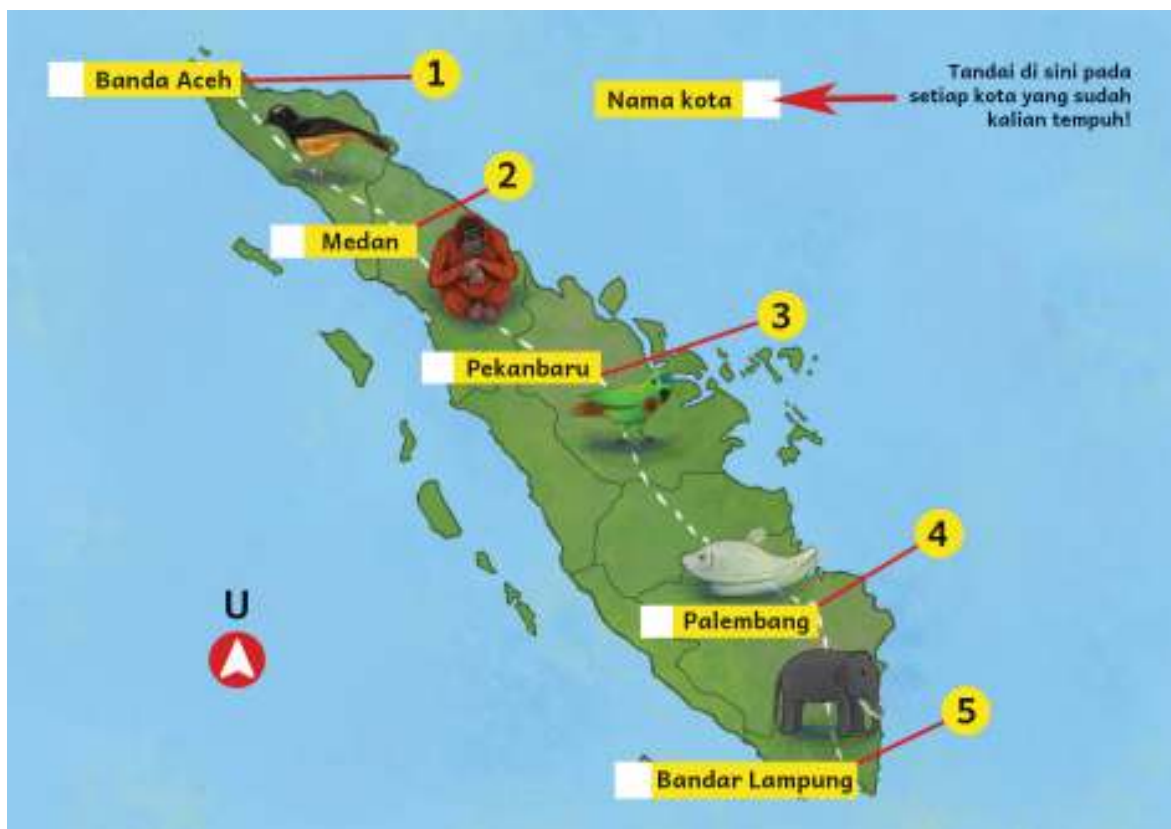 Banda Aceh
1
Nama kota
Tandai di sini pada
setiap kota yang sudah
kalian tempuh!
2
Medan
3
Pekanbaru
4
Palembang
U
5
Bandar Lampung